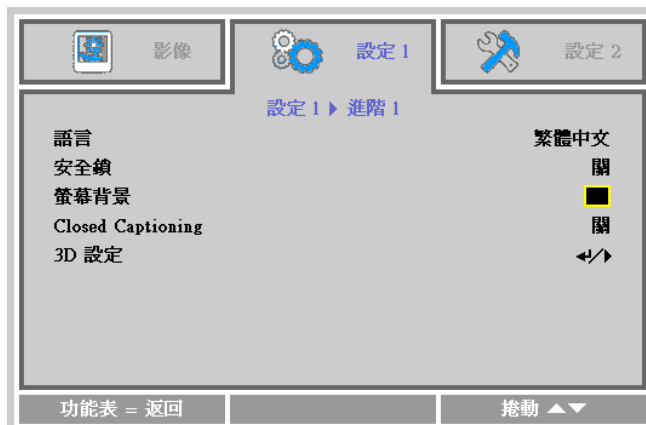 影像 設定 1 設定 2
設定 1 進階 1
語言 繁體中文
安全鎖 關
螢幕背景
Closed Captioning 關
3D 設定 /
功能表 = 返回 捲動 ▲▼